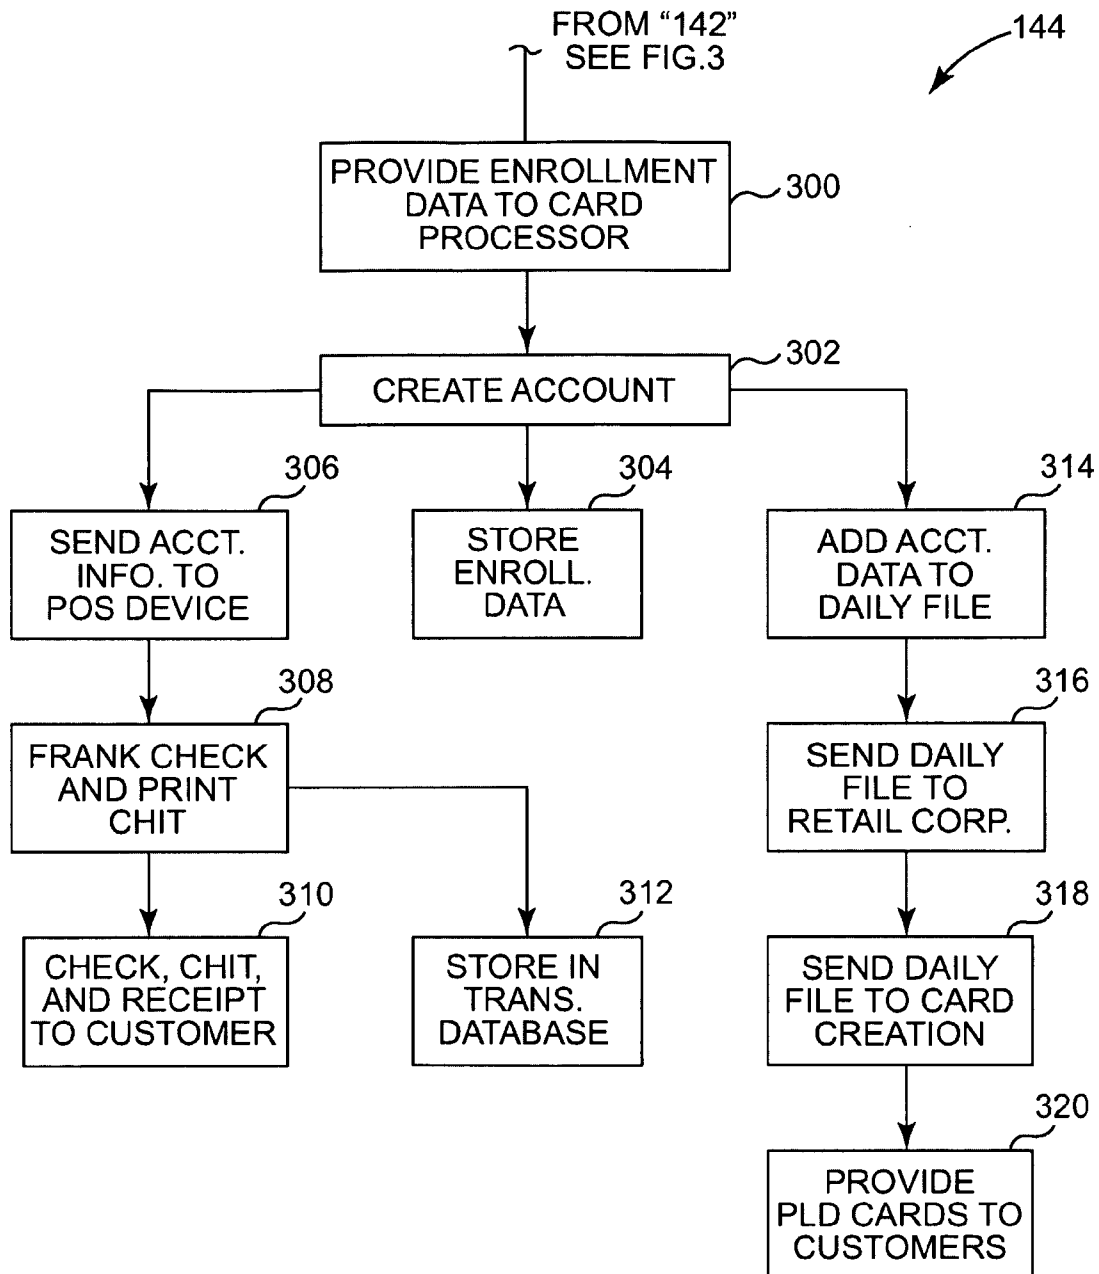 FROM “142”
SEE FIG.3
144
PROVIDE ENROLLMENT
DATA TO CARD
PROCESSOR
300
CREATE ACCOUNT
302
306
SEND ACCT.
INFO. TO
POS DEVICE
304
STORE
ENROLL.
DATA
314
ADD ACCT.
DATA TO
DAILY FILE
308
FRANK CHECK
AND PRINT
CHIT
316
SEND DAILY
FILE TO
RETAIL CORP.
310
CHECK, CHIT,
AND RECEIPT
TO CUSTOMER
312
STORE IN
TRANS.
DATABASE
318
SEND DAILY
FILE TO CARD
CREATION
320
PROVIDE
PLD CARDS TO
CUSTOMERS